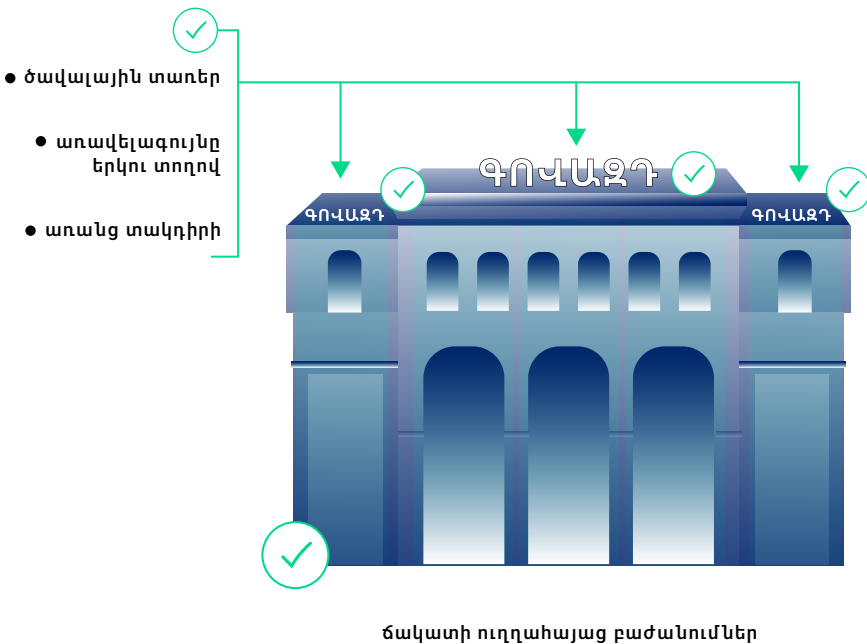 ● ծավալային տառեր
● առավելագույնը
երկու տողով
● առանց տակդիրի
ԳՈՎԱԶԴ
ԳՈՎԱԶԴ
ԳՈՎԱԶԴ
ճակատի ուղղահայաց բաժանումներ